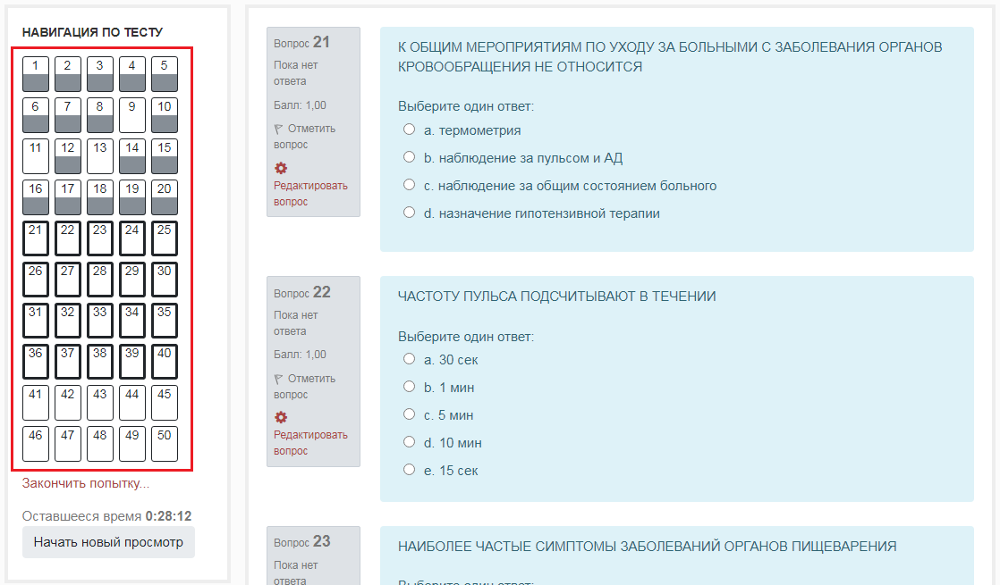 НАВИГАЦИЯ ПО ТЕСТУ
1 2 3 4 5
6 7 8 9 10
11 12 13 14 15
16 17 18 19 20
21 22 23 24 25
26 27 28 29 30
31 32 33 34 35
36 37 38 39 40
41 42 43 44 45
46 47 48 49 50
Закончить попытку...
Оставшееся время 0:28:12
Начать новый просмотр
Вопрос 21
Пока нет
ответа
Балл: 1,00
Отметить
вопрос
Редактировать
вопрос
К ОБЩИМ МЕРОПРИЯТИЯМ ПО УХОДУ ЗА БОЛЬНЫМИ С ЗАБОЛЕВАНИЯ ОРГАНОВ
КРОВООБРАЩЕНИЯ НЕ ОТНОСИТСЯ
Выберите один ответ:
a. термометрия
b. наблюдение за пульсом и АД
c. наблюдение за общим состоянием больного
d. назначение гипотензивной терапии
Вопрос 22
Пока нет
ответа
Балл: 1,00
Отметить
вопрос
Редактировать
вопрос
ЧАСТОТУ ПУЛЬСА ПОДСЧИТЫВАЮТ В ТЕЧЕНИИ
Выберите один ответ:
a. 30 сек
b. 1 мин
c. 5 мин
d. 10 мин
e. 15 сек
Вопрос 23
Пока нет
ответа
НАИБОЛЕЕ ЧАСТЫЕ СИМПТОМЫ ЗАБОЛЕВАНИЙ ОРГАНОВ ПИЩЕВАРЕНИЯ
Выберите один ответ: